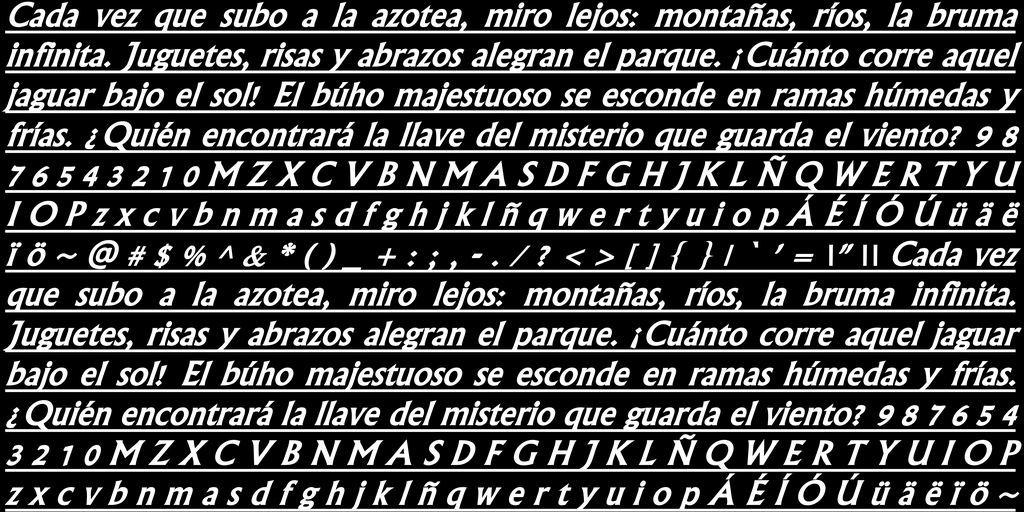 Cada vez que subo a la azotea, miro lejos: montañas, ríos, la bruma
infinita. Juguetes, risas y abrazos alegran el parque. ¡Cuánto corre aquel
jaguar bajo el sol! El búho majestuoso se esconde en ramas húmedas y
frías. ¿Quién encontrará la llave del misterio que guarda el viento? 9 8
7 6 5 4 3 2 1 0 M Z X C V B N M A S D F G H J K L Ñ Q W E R T Y U
I O P z x c v b n m a s d f g h j k l ñ q w e r t y u i o p Á É Í Ó Ú ü ä ë
ï ö ~ @ # $ % ^ & * ( ) _ + : ; , - . / ? < > [ ] { } | ` ' = \" \\ Cada vez
que subo a la azotea, miro lejos: montañas, ríos, la bruma infinita.
Juguetes, risas y abrazos alegran el parque. ¡Cuánto corre aquel jaguar
bajo el sol! El búho majestuoso se esconde en ramas húmedas y frías.
¿Quién encontrará la llave del misterio que guarda el viento? 9 8 7 6 5 4
3 2 1 0 M Z X C V B N M A S D F G H J K L Ñ Q W E R T Y U I O P
z x c v b n m a s d f g h j k l ñ q w e r t y u i o p Á É Í Ó Ú ü ä ë ï ö ~